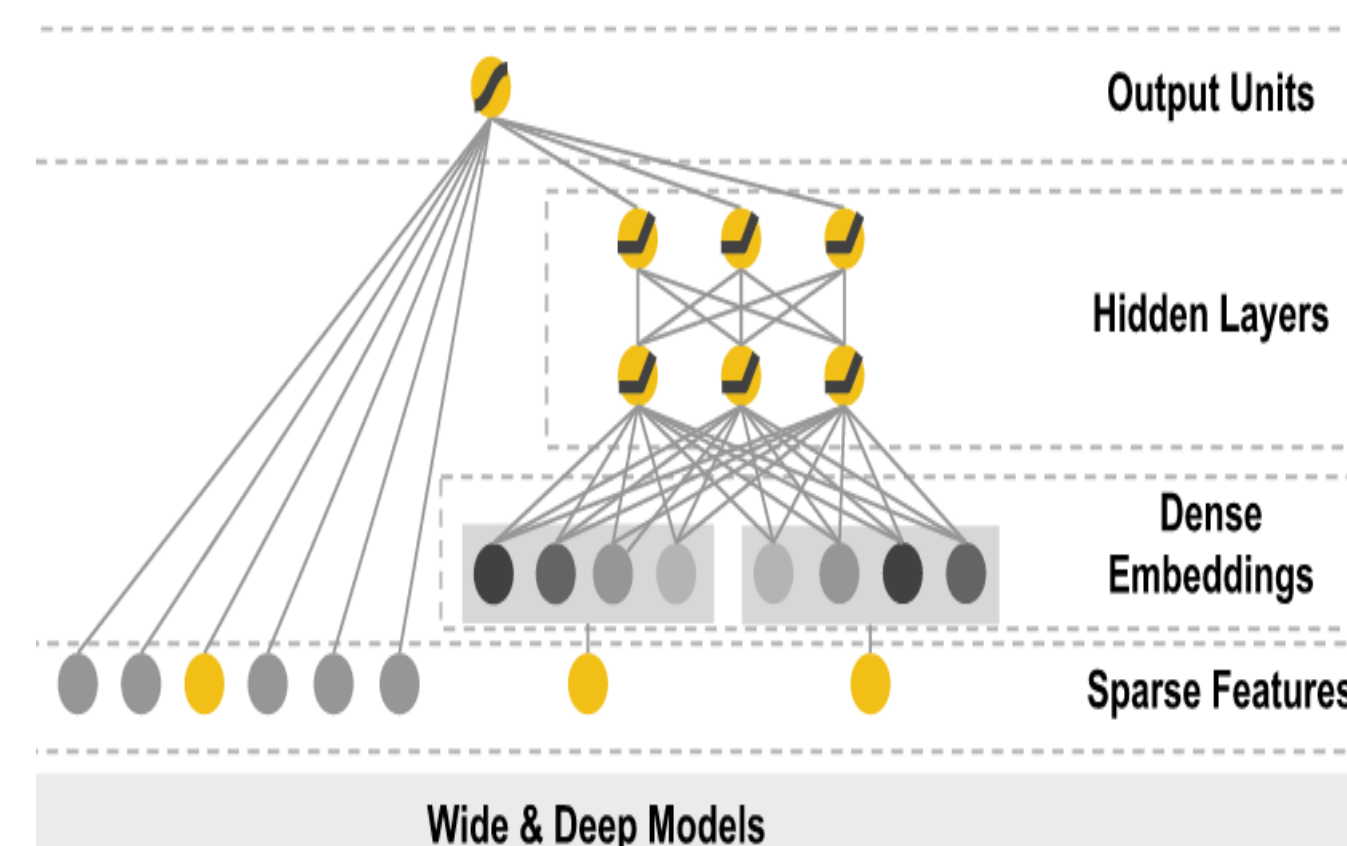 Output Units
Hidden Layers
Dense
Embeddings
Sparse Features
Wide & Deep Models